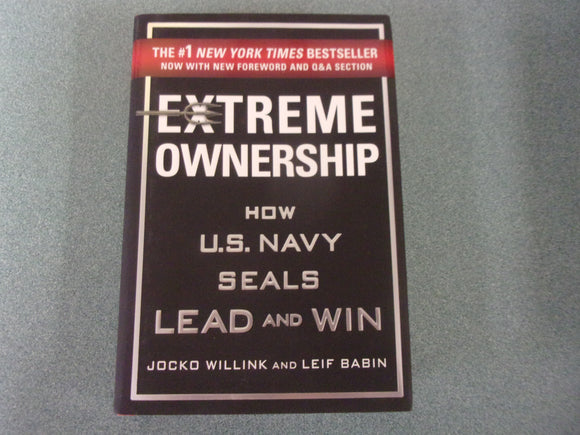 THE #1 NEW YORK TIMES BESTSELLER
NOW WITH NEW FOREWORD AND Q&A SECTION
EXTREME
OWNERSHIP
HOW
U.S. NAVY
SEALS
LEAD AND WIN
JOCKO WILLINK AND LEIF BABIN